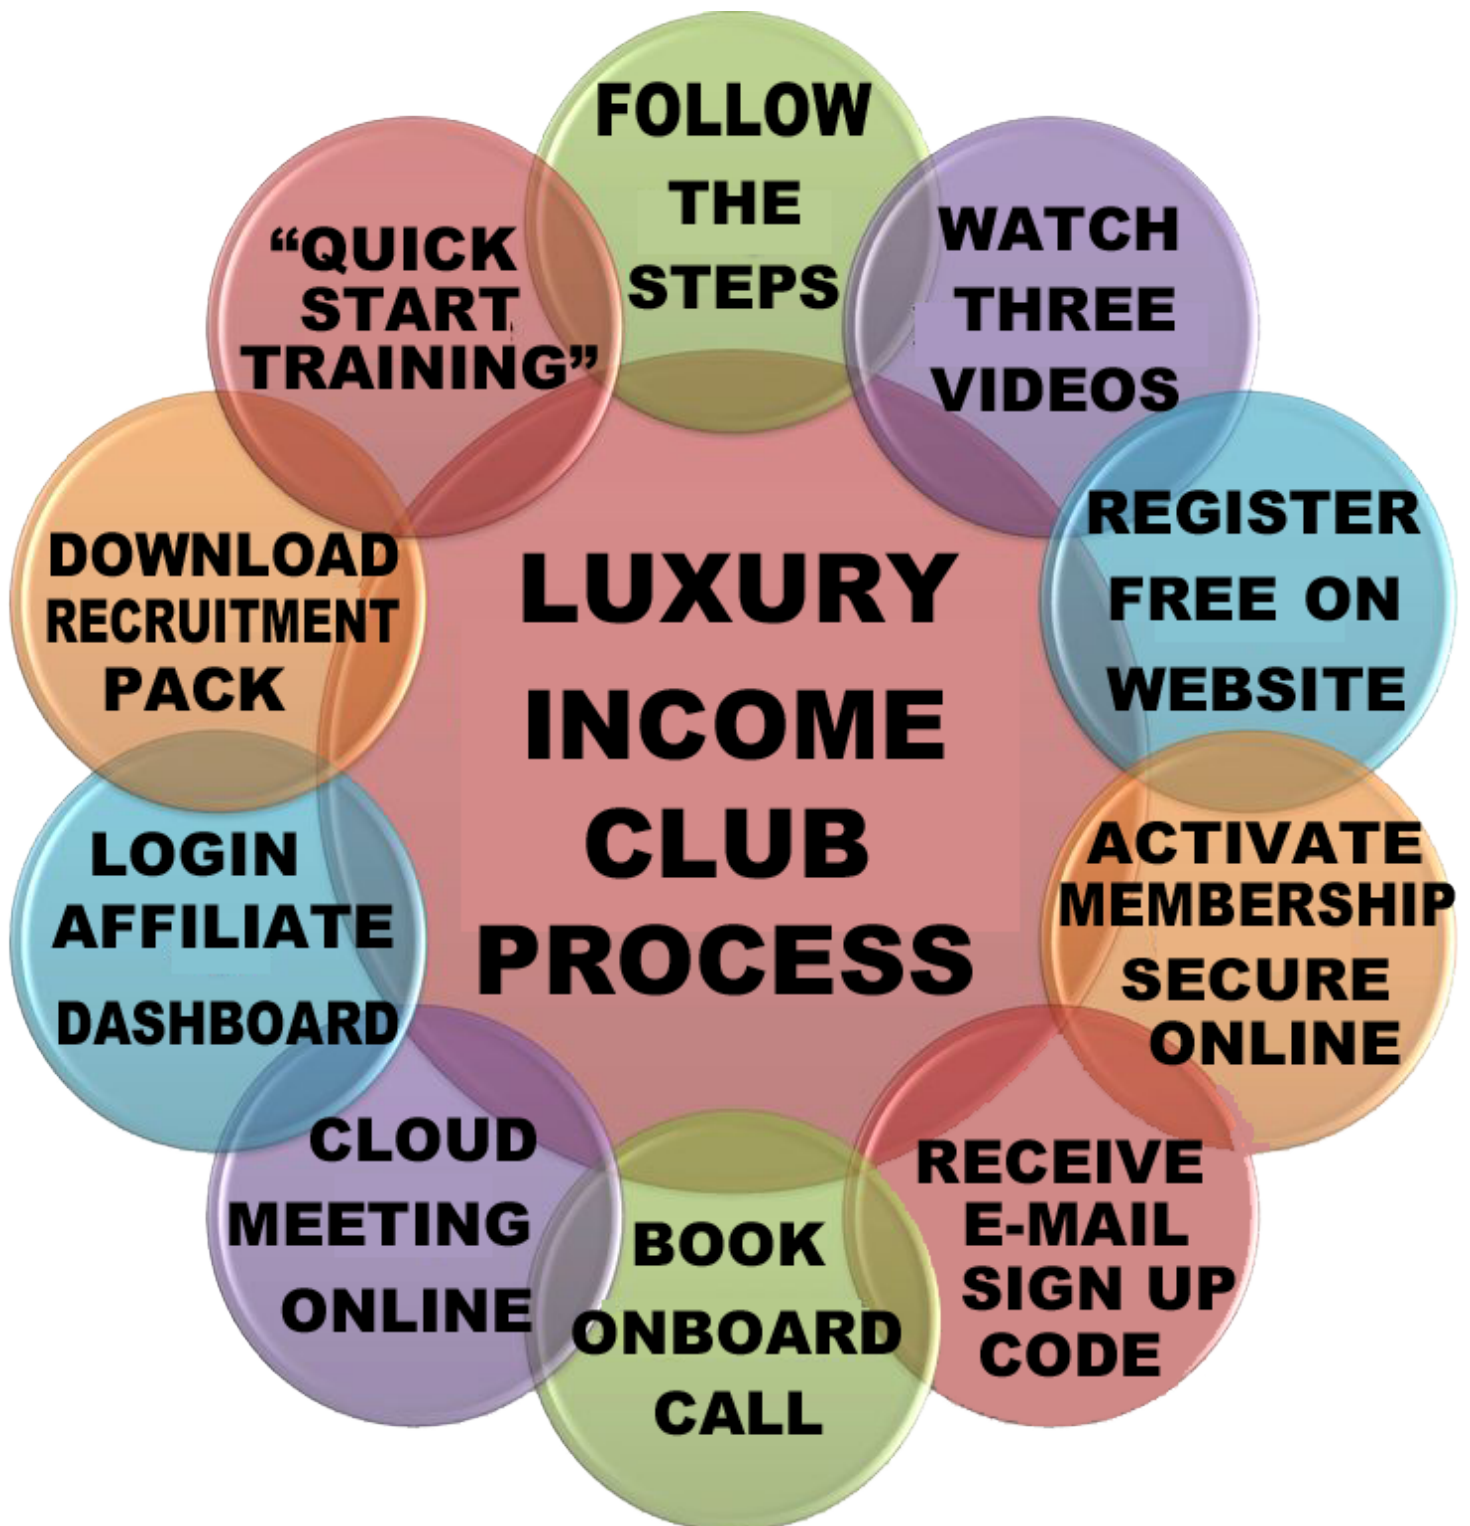 FOLLOW
THE
STEPS
WATCH
THREE
VIDEOS
REGISTER
FREE ON
WEBSITE
ACTIVATE
MEMBERSHIP
SECURE
ONLINE
RECEIVE
E-MAIL
SIGN UP
CODE
BOOK
ONBOARD
CALL
CLOUD
MEETING
ONLINE
LOGIN
AFFILIATE
DASHBOARD
DOWNLOAD
RECRUITMENT
PACK
“QUICK
START
TRAINING”
LUXURY
INCOME
CLUB
PROCESS